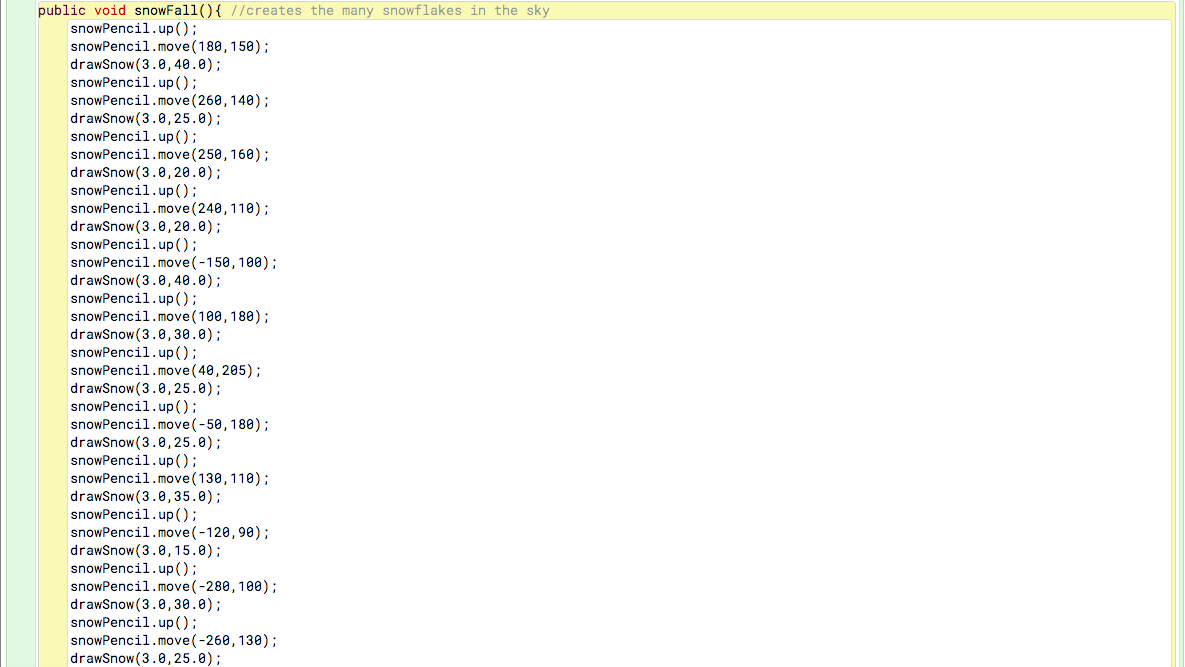 public void snowFall(){ //creates the many snowflakes in the sky
snowPencil.up();
snowPencil.move(180,150);
drawSnow(3.0,40.0);
snowPencil.up();
snowPencil.move(260,140);
drawSnow(3.0,25.0);
snowPencil.up();
snowPencil.move(250,160);
drawSnow(3.0,20.0);
snowPencil.up();
snowPencil.move(240,110);
drawSnow(3.0,20.0);
snowPencil.up();
snowPencil.move(-150,100);
drawSnow(3.0,40.0);
snowPencil.up();
snowPencil.move(100,180);
drawSnow(3.0,30.0);
snowPencil.up();
snowPencil.move(40,205);
drawSnow(3.0,25.0);
snowPencil.up();
snowPencil.move(-50,180);
drawSnow(3.0,25.0);
snowPencil.up();
snowPencil.move(130,110);
drawSnow(3.0,35.0);
snowPencil.up();
snowPencil.move(-120,90);
drawSnow(3.0,15.0);
snowPencil.up();
snowPencil.move(-280,100);
drawSnow(3.0,30.0);
snowPencil.up();
snowPencil.move(-260,130);
drawSnow(3.0,25.0);